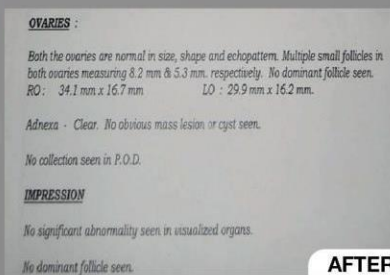 OVARIES :
Both the ovaries are normal in size, shape and echopattern. Multiple small follicles in
both ovaries measuring 8.2 mm & 5.3 mm. respectively. No dominant follicle seen.
RO: 34.1 mm x 16.7 mm LO : 29.9 mm x 16.2 mm.
Adnexa - Clear. No obvious mass lesion or cyst seen.
No collection seen in P.O.D.
IMPRESSION
No significant abnormality seen in visualized organs.
No dominant follicle seen.
AFTER